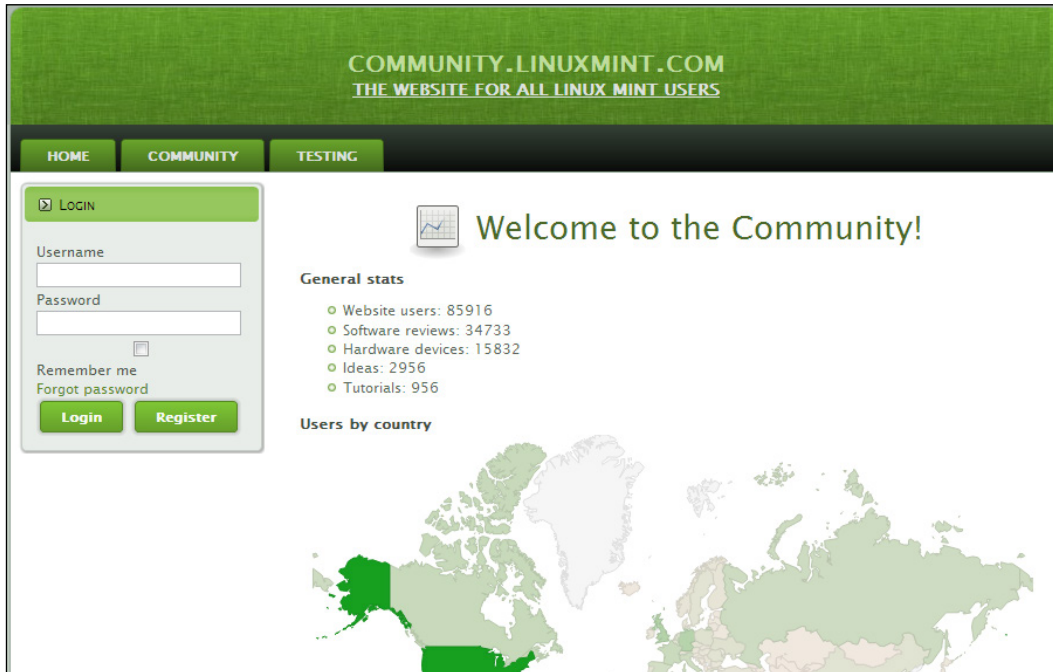 COMMUNITY.LINUXMINT.COM
THE WEBSITE FOR ALL LINUX MINT USERS
HOME COMMUNITY TESTING
Login
Username
Password
Remember me
Forgot password
Login Register
Welcome to the Community!
General stats
Website users: 85916
Software reviews: 34733
Hardware devices: 15832
Ideas: 2956
Tutorials: 956
Users by country